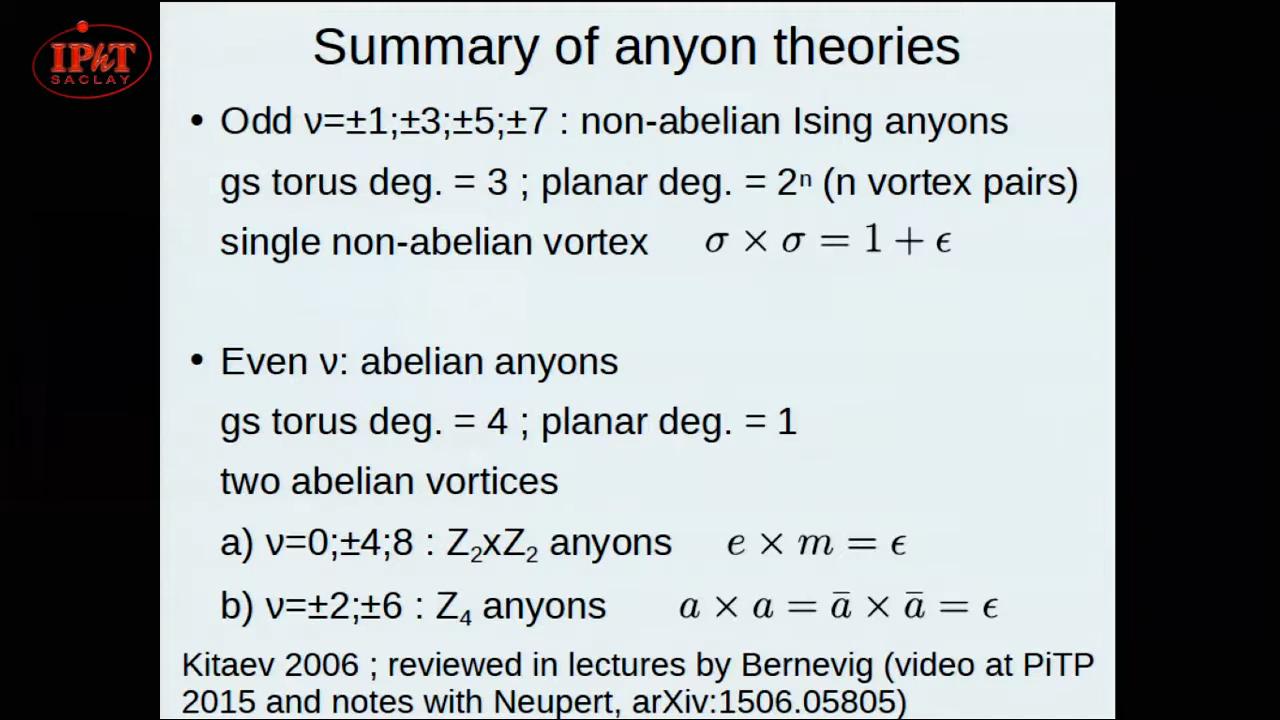 IPhT
SACLAY
Summary of anyon theories
• Odd ν=±1;±3;±5;±7 : non-abelian Ising anyons
gs torus deg. = 3 ; planar deg. = 2ⁿ (n vortex pairs)
single non-abelian vortex σ × σ = 1 + ϵ
• Even ν: abelian anyons
gs torus deg. = 4 ; planar deg. = 1
two abelian vortices
a) ν=0;±4;8 : Z₂xZ₂ anyons e × m = ϵ
b) ν=±2;±6 : Z₄ anyons a × a = ā × ā = ϵ
Kitaev 2006 ; reviewed in lectures by Bernevig (video at PiTP
2015 and notes with Neupert, arXiv:1506.05805)